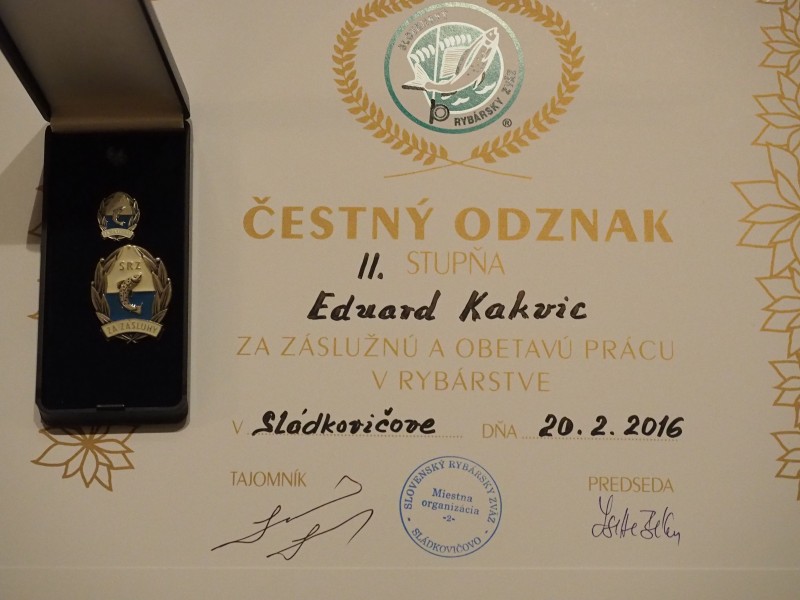 SLOVENSKÝ
RYBÁRSKY ZVÄZ
®
ČESTNÝ ODZNAK
II. STUPŇA
Eduard Kakvic
ZA ZÁSLUŽNÚ A OBETAVÚ PRÁCU
V RYBÁRSTVE
V Sládkovičove DŇA 20.2.2016
TAJOMNÍK
PREDSEDA
SLOVENSKÝ RYBÁRSKY ZVÄZ
Miestna
organizácia
-2-
SLÁDKOVIČOVO
SRZ
ZA ZÁSLUHY